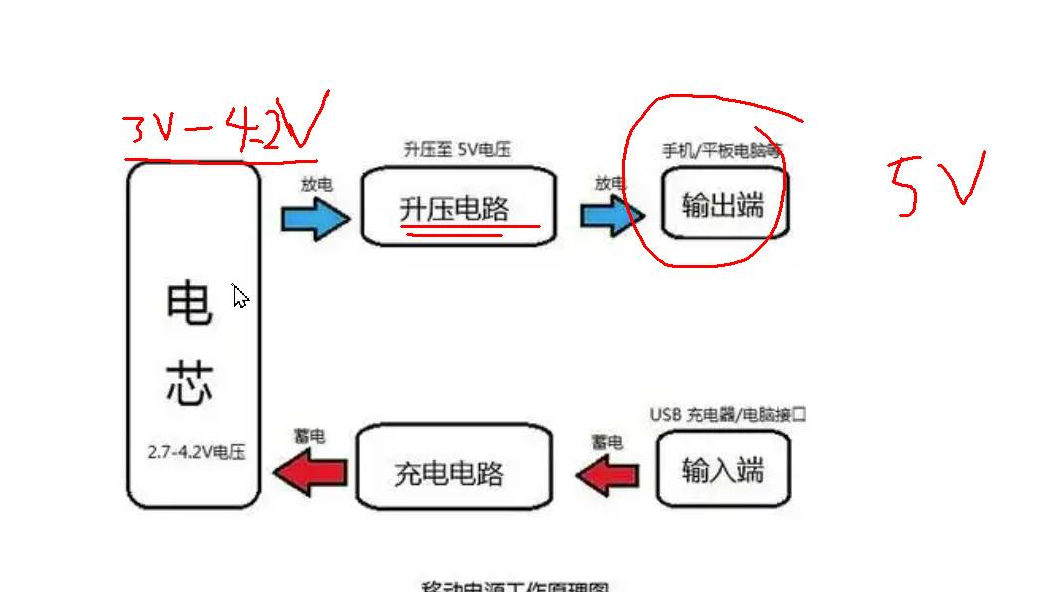 3V-4.2V
升压至 5V电压
手机/平板电脑等
5V
放电
升压电路
放电
输出端
电
芯
2.7-4.2V电压
USB 充电器/电脑接口
蓄电
充电电路
蓄电
输入端
移动电源工作原理图